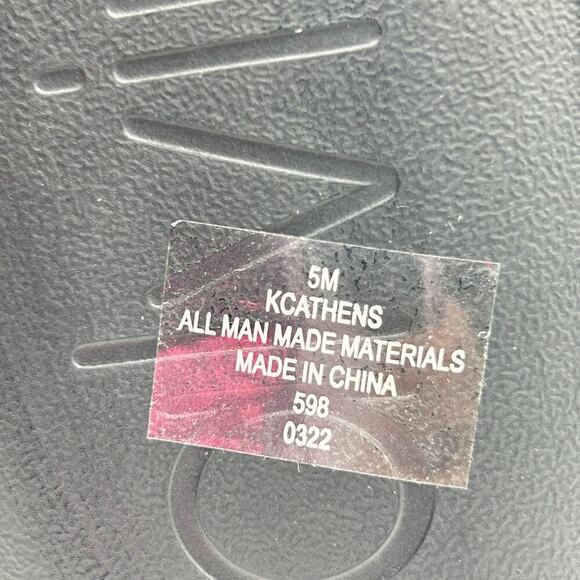 5M
KCATHENS
ALL MAN MADE MATERIALS
MADE IN CHINA
598
0322